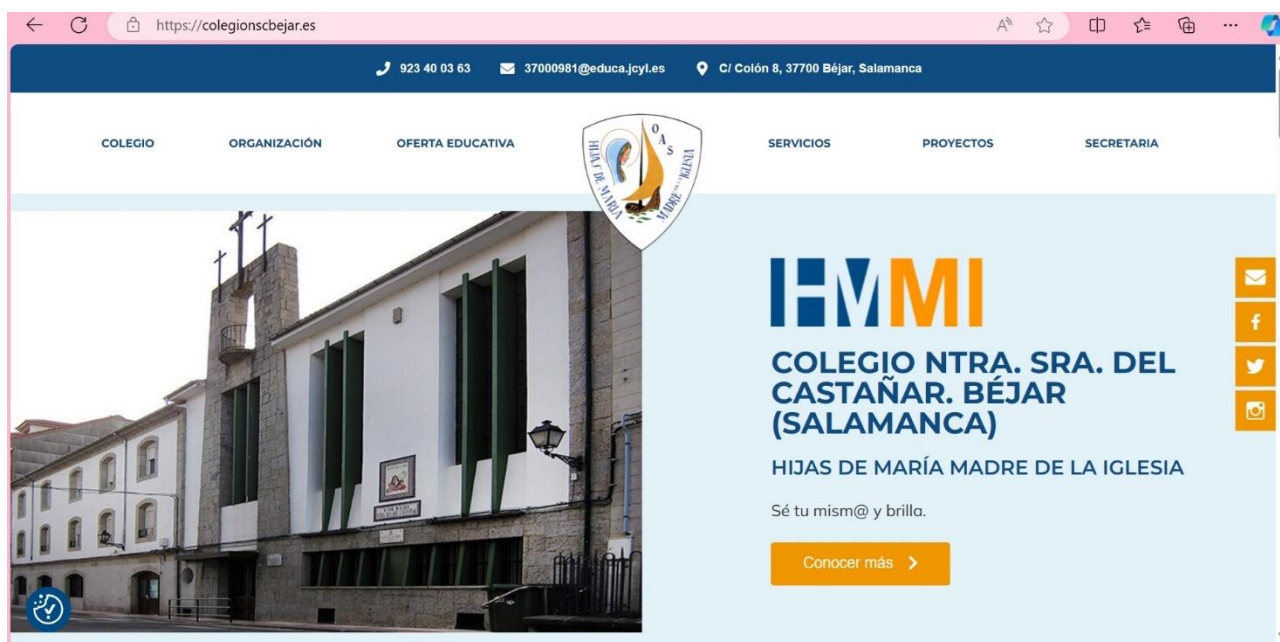 https://colegionscbejar.es
923 40 03 63 37000981@educa.jcyl.es C/ Colón 8, 37700 Béjar, Salamanca
COLEGIO ORGANIZACIÓN OFERTA EDUCATIVA SERVICIOS PROYECTOS SECRETARIA
OAS
HIJAS DE MARIA MADRE DE LA IGLESIA
HMMI
COLEGIO NTRA. SRA. DEL
CASTAÑAR. BÉJAR
(SALAMANCA)
HIJAS DE MARÍA MADRE DE LA IGLESIA
Sé tu mism@ y brilla.
Conocer más